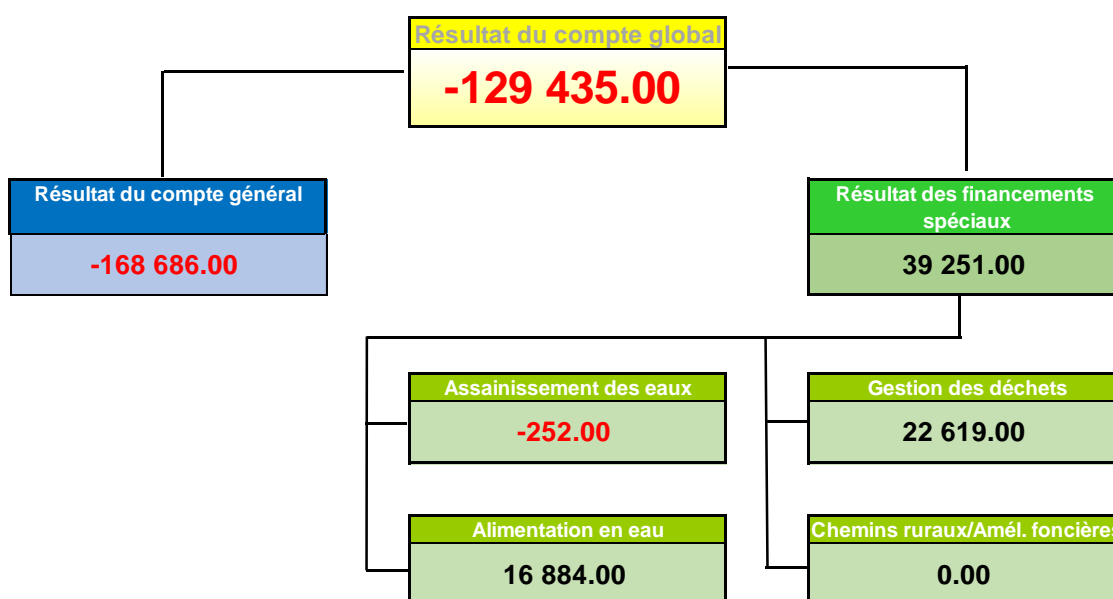 Résultat du compte global
-129 435.00
Résultat du compte général
-168 686.00
Résultat des financements
spéciaux
39 251.00
Assainissement des eaux
-252.00
Gestion des déchets
22 619.00
Alimentation en eau
16 884.00
Chemins ruraux/Amél. foncières
0.00